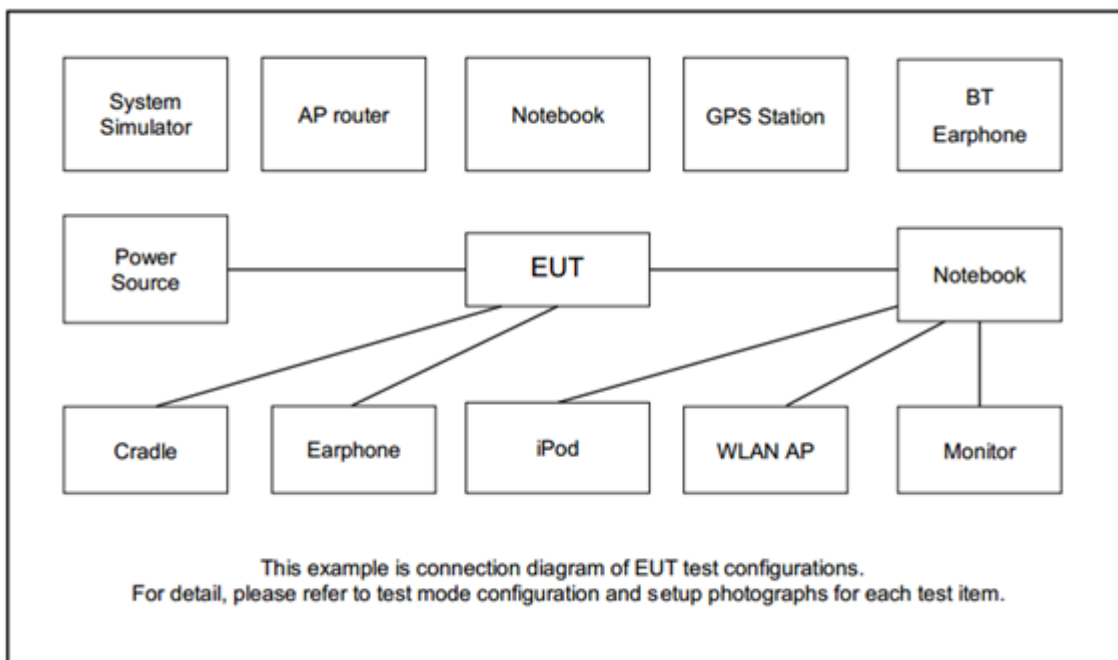 System
Simulator
AP router
Notebook
GPS Station
BT
Earphone
Power
Source
EUT
Notebook
Cradle
Earphone
iPod
WLAN AP
Monitor
This example is connection diagram of EUT test configurations.
For detail, please refer to test mode configuration and setup photographs for each test item.